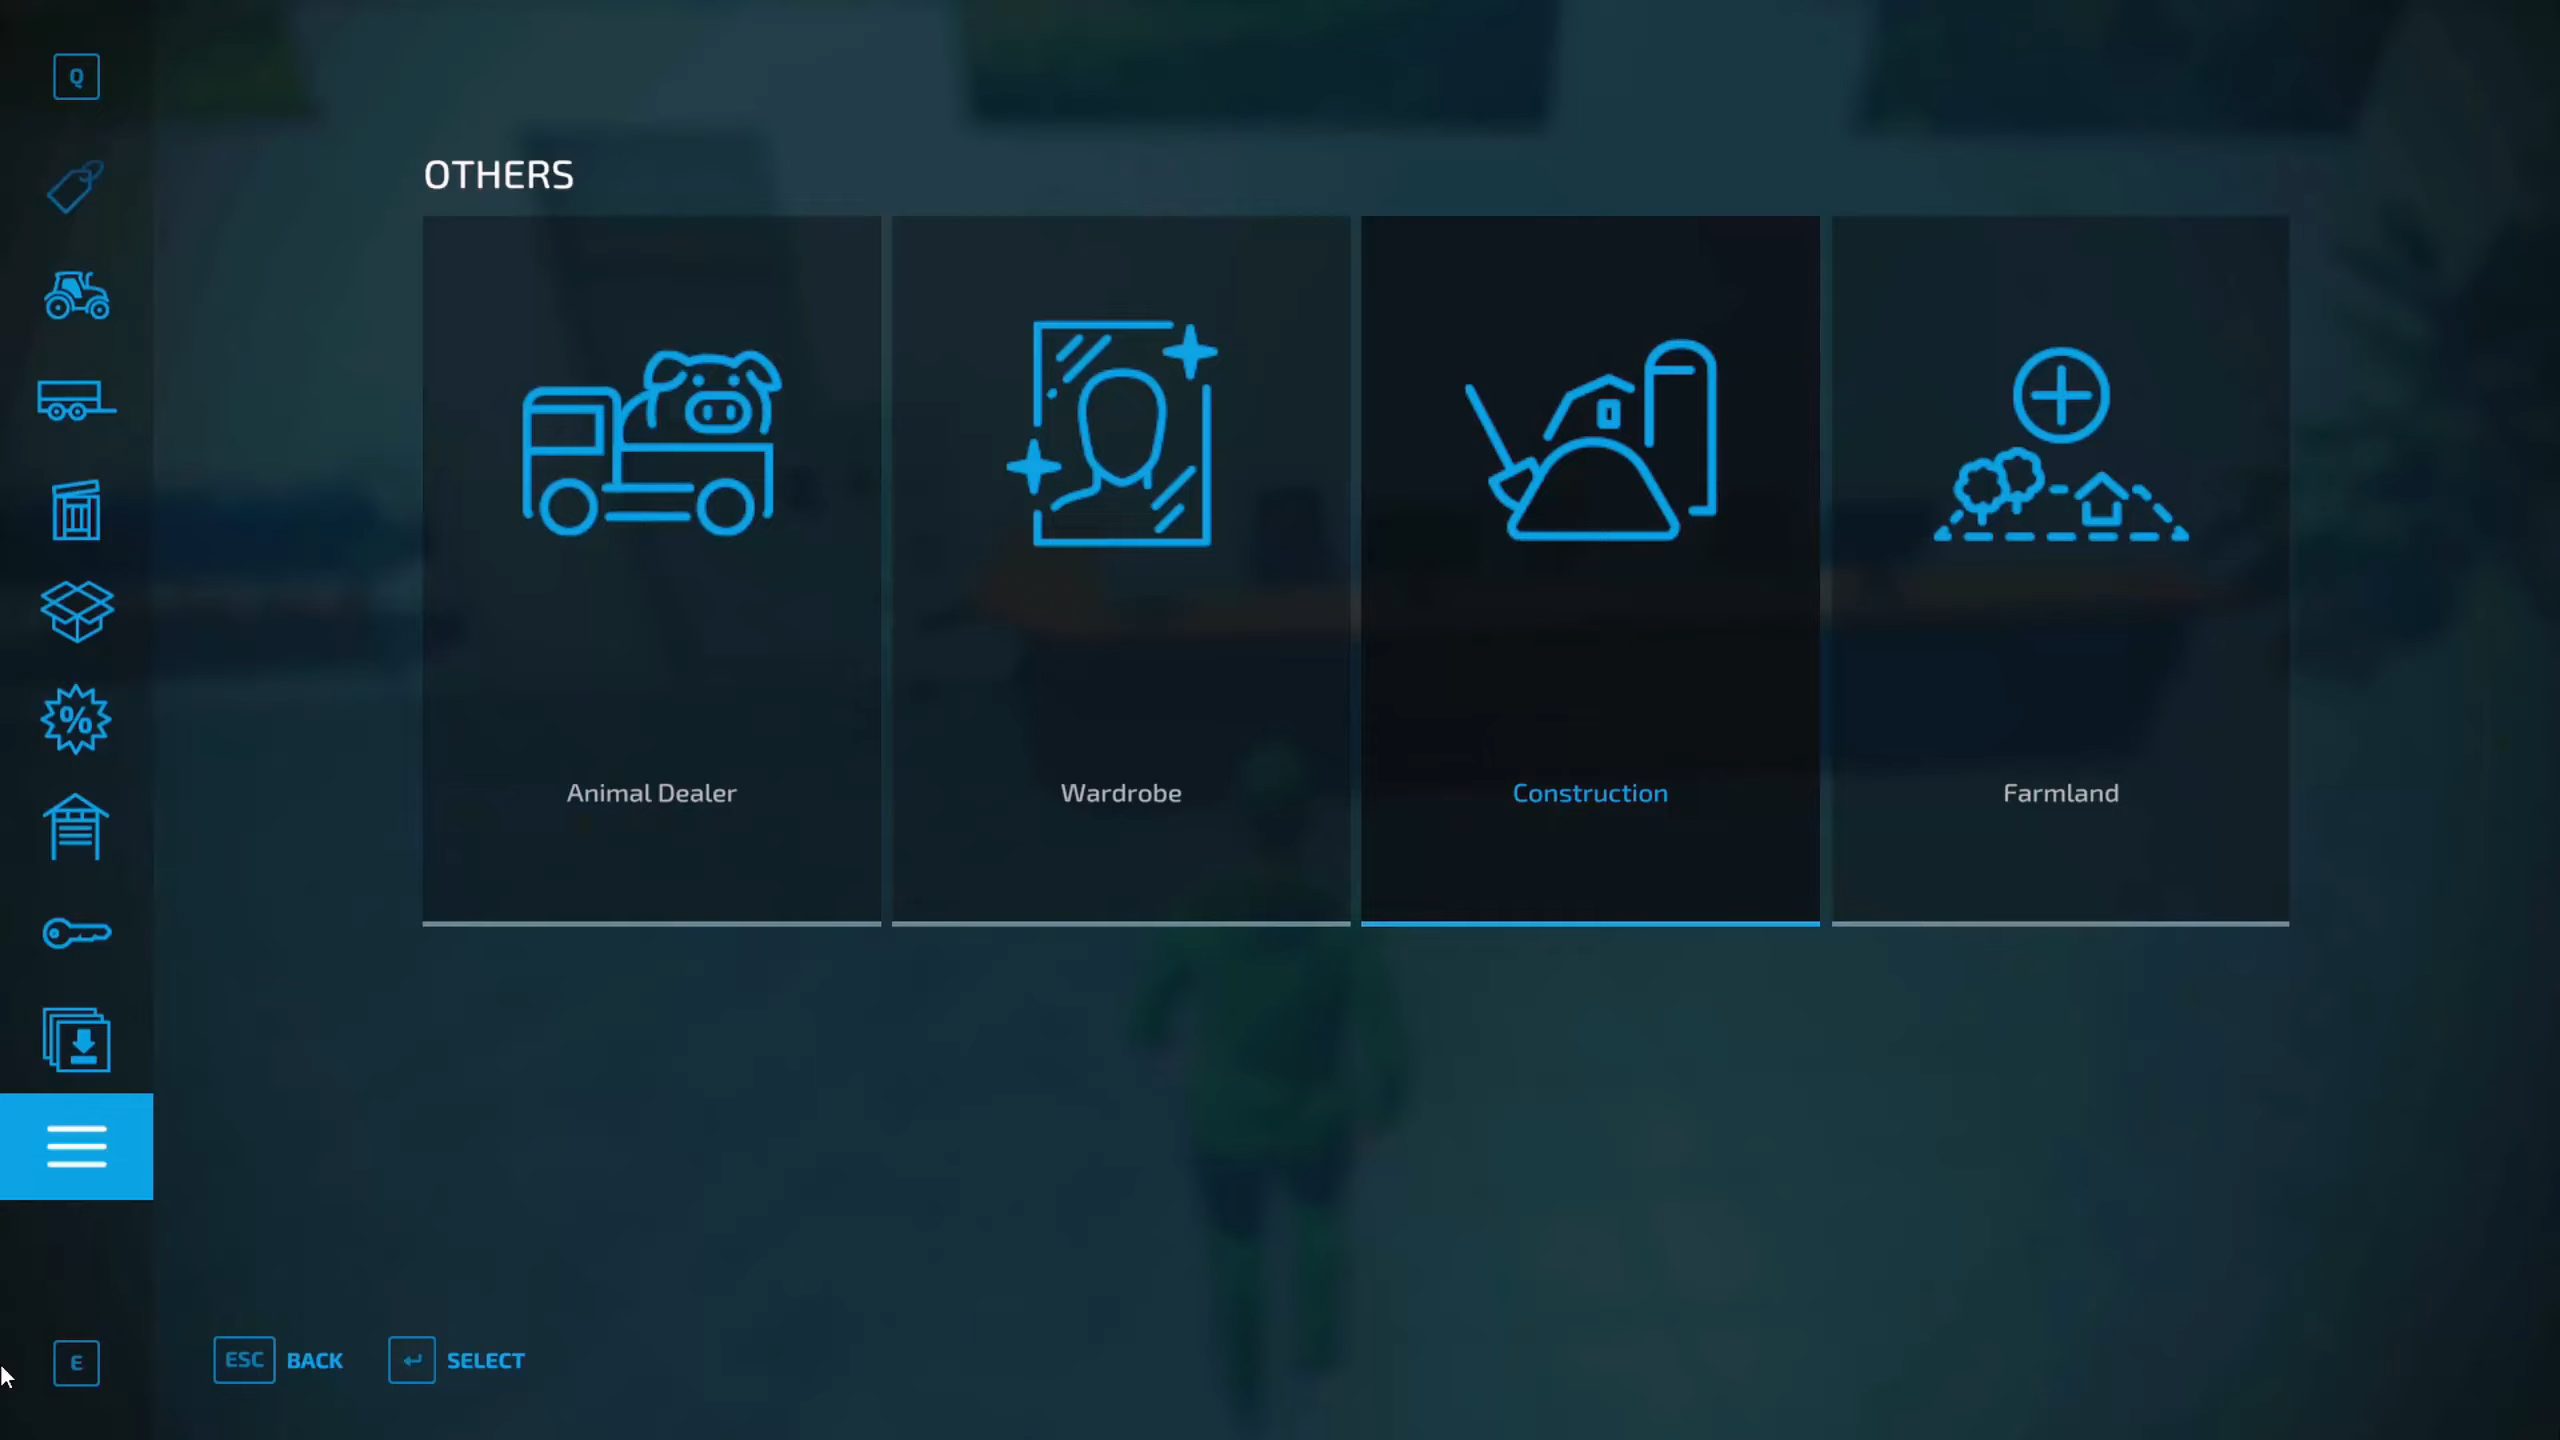 Q
OTHERS
Animal Dealer
Wardrobe
Construction
Farmland
%
E
ESC BACK
SELECT